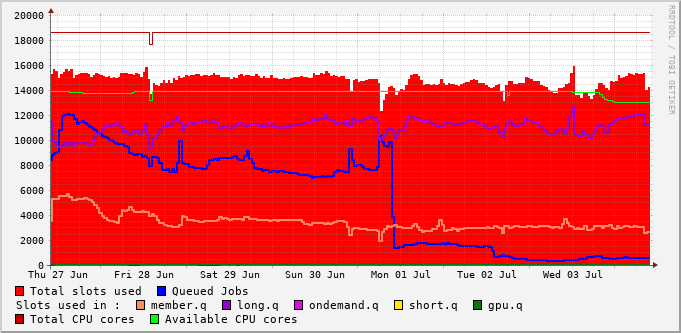 20000
18000
16000
14000
12000
10000
8000
6000
4000
2000
0
Thu 27 Jun Fri 28 Jun Sat 29 Jun Sun 30 Jun Mon 01 Jul Tue 02 Jul Wed 03 Jul
RRDTOOL / TOBI OETIKER
Total slots used Queued Jobs
Slots used in : member.q long.q ondemand.q short.q gpu.q
Total CPU cores
Available CPU cores